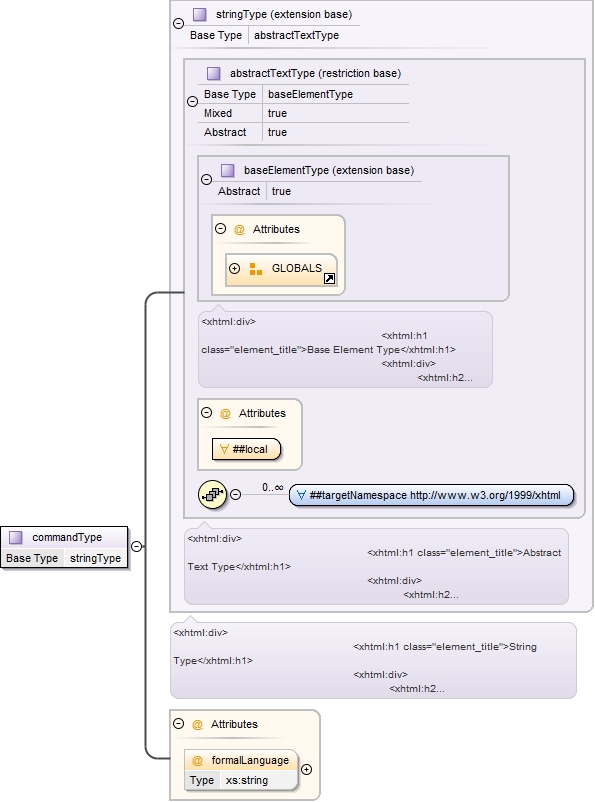 stringType (extension base)
Base Type abstractTextType
abstractTextType (restriction base)
Base Type baseElementType
Mixed true
Abstract true
baseElementType (extension base)
Abstract true
@ Attributes
GLOBALS
<xhtml:div>
<xhtml:h1
class="element_title">Base Element Type</xhtml:h1>
<xhtml:div>
<xhtml:h2...
@ Attributes
∀ ##local
0..∞
∀ ##targetNamespace http://www.w3.org/1999/xhtml
<xhtml:div>
<xhtml:h1 class="element_title">Abstract
Text Type</xhtml:h1>
<xhtml:div>
<xhtml:h2...
commandType
Base Type stringType
<xhtml:div>
<xhtml:h1 class="element_title">String
Type</xhtml:h1>
<xhtml:div>
<xhtml:h2...
@ Attributes
@ formalLanguage
Type xs:string